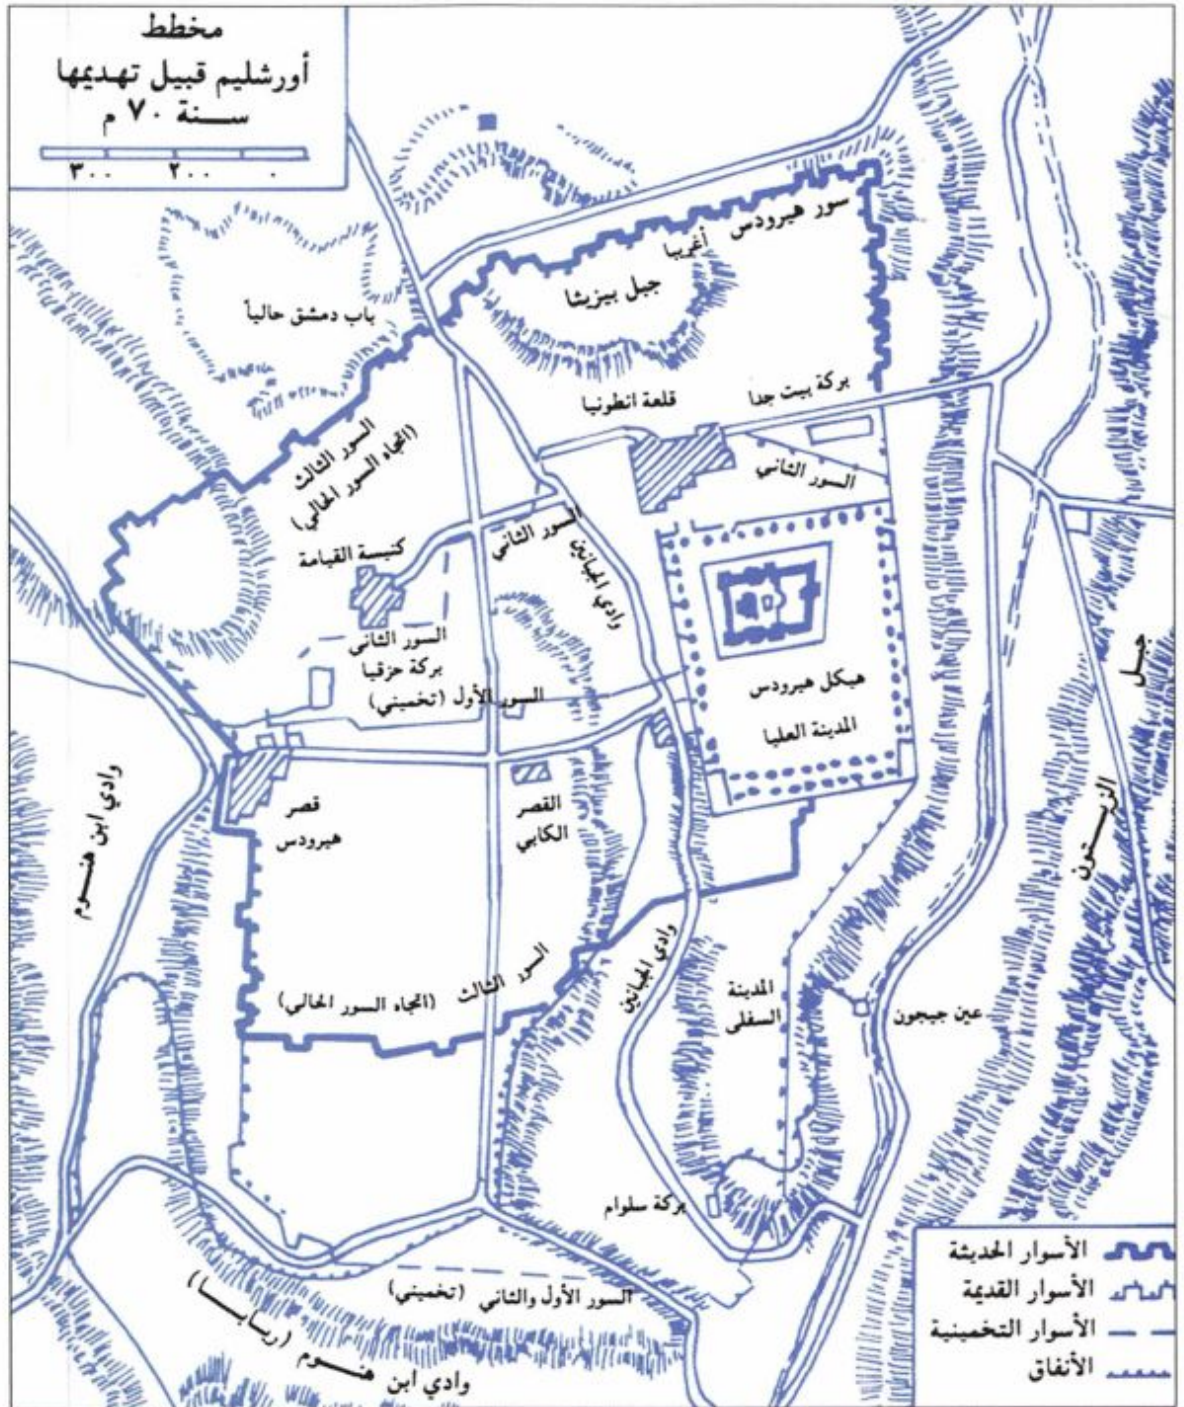 مخطط
أورشليم قبيل تهديمها
سنة ٧٠ م
٣٠٠ ٢٠٠ ٠
سور هيرودس أغريبا
جبل بيزيثا
باب دمشق حالياً
بركة بيت جدا
قلعة انطونيا
السور الثالث
(اتجاه السور الحالي)
السور الثاني
السور الثاني
كنيسة القيامة
وادي الجبانين
السور الثاني
بركة حزقيا
السور الأول (تخميني)
هيكل هيرودس
المدينة العليا
جبل
الزيتون
وادي ابن هنوم
قصر
هيرودس
القصر
الكابي
السور الثالث (اتجاه السور الحالي)
وادي الجبانين
المدينة
السفلى
عين جيجون
بركة سلوام
السور الأول والثاني (تخميني)
وادي ابن هنوم (ربابا)
الأسوار الحديثة
الأسوار القديمة
الأسوار التخمينية
الأنفاق